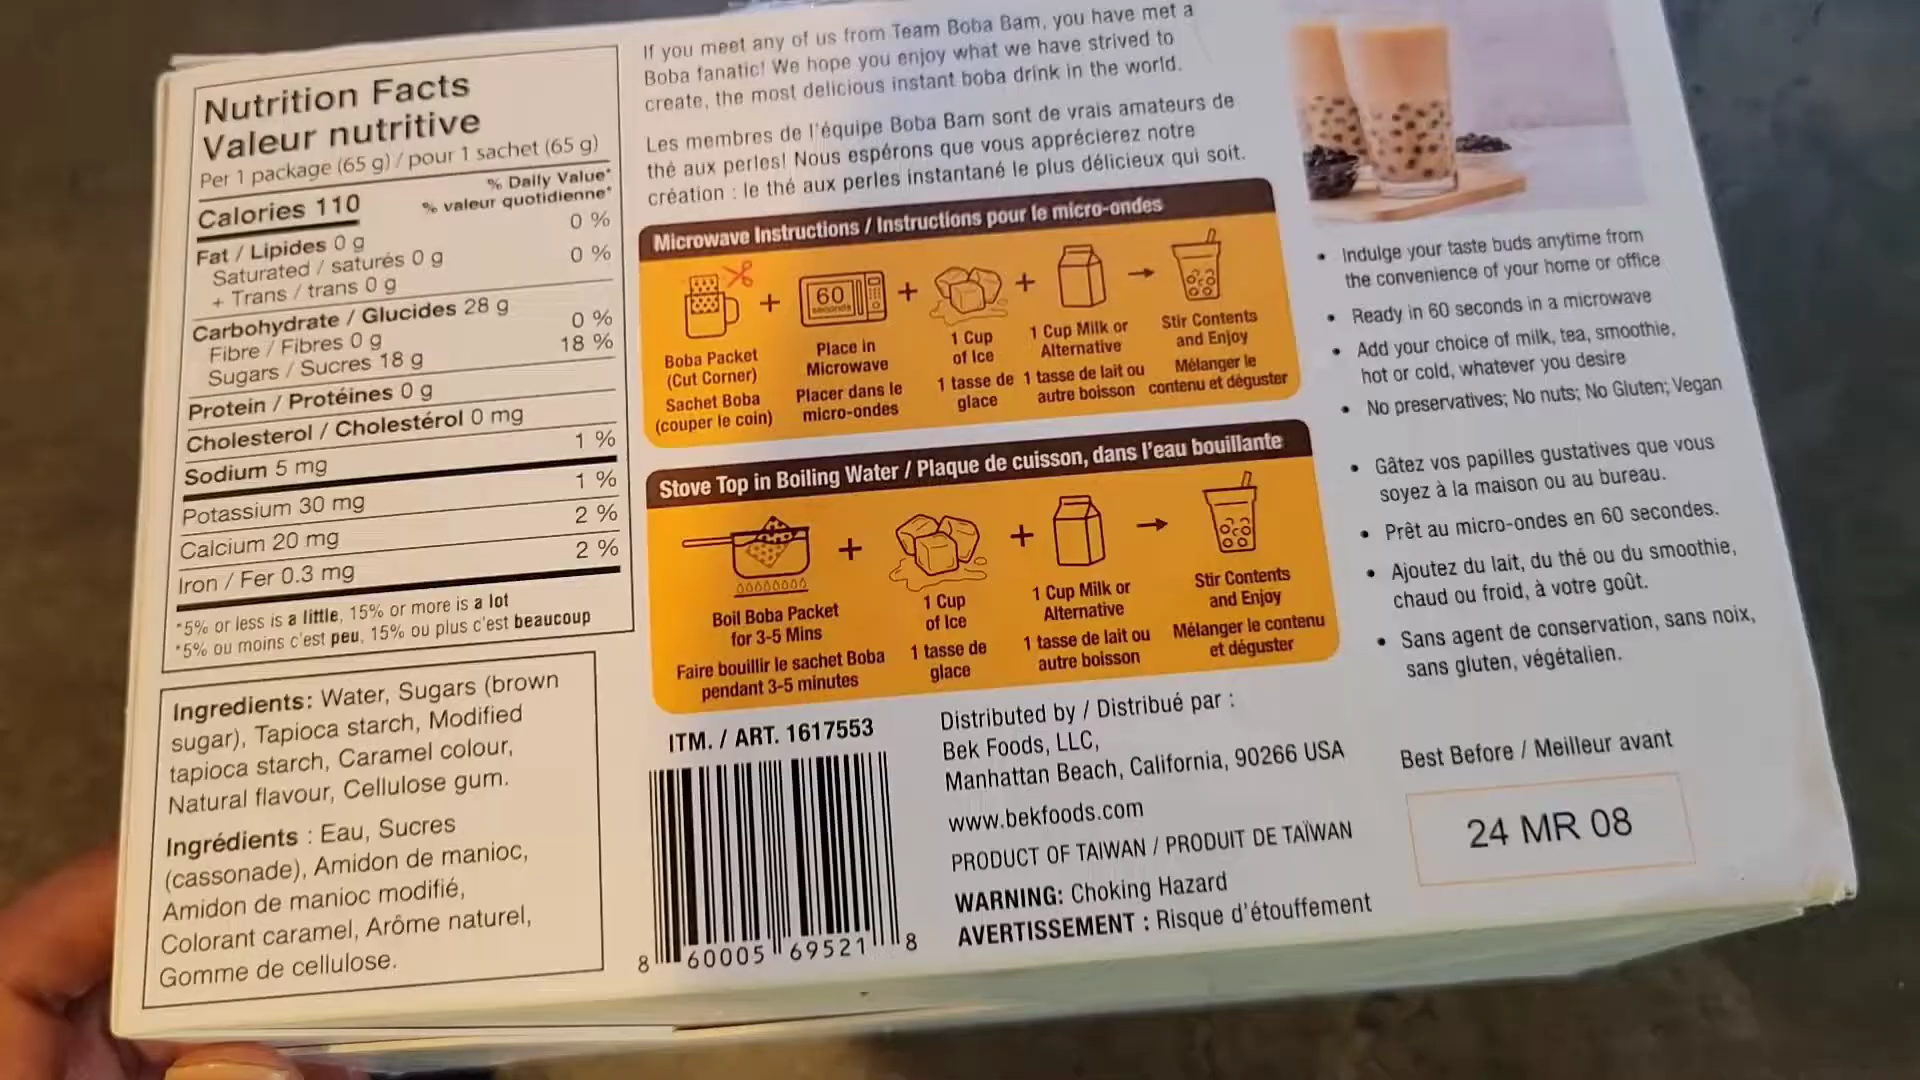 Nutrition Facts
Valeur nutritive
Per 1 package (65 g) / pour 1 sachet (65 g)
% Daily Value*
Calories 110
% valeur quotidienne*
Fat / Lipides 0 g 0 %
Saturated / saturés 0 g 0 %
+ Trans / trans 0 g
Carbohydrate / Glucides 28 g
Fibre / Fibres 0 g 0 %
Sugars / Sucres 18 g 18 %
Protein / Protéines 0 g
Cholesterol / Cholestérol 0 mg
Sodium 5 mg 1 %
Potassium 30 mg 1 %
Calcium 20 mg 2 %
Iron / Fer 0.3 mg 2 %
*5% or less is a little, 15% or more is a lot
*5% ou moins c'est peu, 15% ou plus c'est beaucoup
Ingredients: Water, Sugars (brown
sugar), Tapioca starch, Modified
tapioca starch, Caramel colour,
Natural flavour, Cellulose gum.
Ingrédients : Eau, Sucres
(cassonade), Amidon de manioc,
Amidon de manioc modifié,
Colorant caramel, Arôme naturel,
Gomme de cellulose.
If you meet any of us from Team Boba Bam, you have met a
Boba fanatic! We hope you enjoy what we have strived to
create, the most delicious instant boba drink in the world.
Les membres de l'équipe Boba Bam sont de vrais amateurs de
thé aux perles! Nous espérons que vous apprécierez notre
création : le thé aux perles instantané le plus délicieux qui soit.
Microwave Instructions / Instructions pour le micro-ondes
60
seconds
Boba Packet
(Cut Corner)
Sachet Boba
(couper le coin)
Place in
Microwave
Placer dans le
micro-ondes
1 Cup
of Ice
1 tasse de
glace
1 Cup Milk or
Alternative
1 tasse de lait ou
autre boisson
Stir Contents
and Enjoy
Mélanger le
contenu et déguster
Stove Top in Boiling Water / Plaque de cuisson, dans l'eau bouillante
Boil Boba Packet
for 3-5 Mins
Faire bouillir le sachet Boba
pendant 3-5 minutes
1 Cup
of Ice
1 tasse de
glace
1 Cup Milk or
Alternative
1 tasse de lait ou
autre boisson
Stir Contents
and Enjoy
Mélanger le contenu
et déguster
ITM. / ART. 1617553
8 60005 69521 8
Distributed by / Distribué par :
Bek Foods, LLC,
Manhattan Beach, California, 90266 USA
www.bekfoods.com
PRODUCT OF TAIWAN / PRODUIT DE TAÏWAN
WARNING: Choking Hazard
AVERTISSEMENT : Risque d'étouffement
• Indulge your taste buds anytime from
the convenience of your home or office
• Ready in 60 seconds in a microwave
• Add your choice of milk, tea, smoothie,
hot or cold, whatever you desire
• No preservatives; No nuts; No Gluten; Vegan
• Gâtez vos papilles gustatives que vous
soyez à la maison ou au bureau.
• Prêt au micro-ondes en 60 secondes.
• Ajoutez du lait, du thé ou du smoothie,
chaud ou froid, à votre goût.
• Sans agent de conservation, sans noix,
sans gluten, végétalien.
Best Before / Meilleur avant
24 MR 08